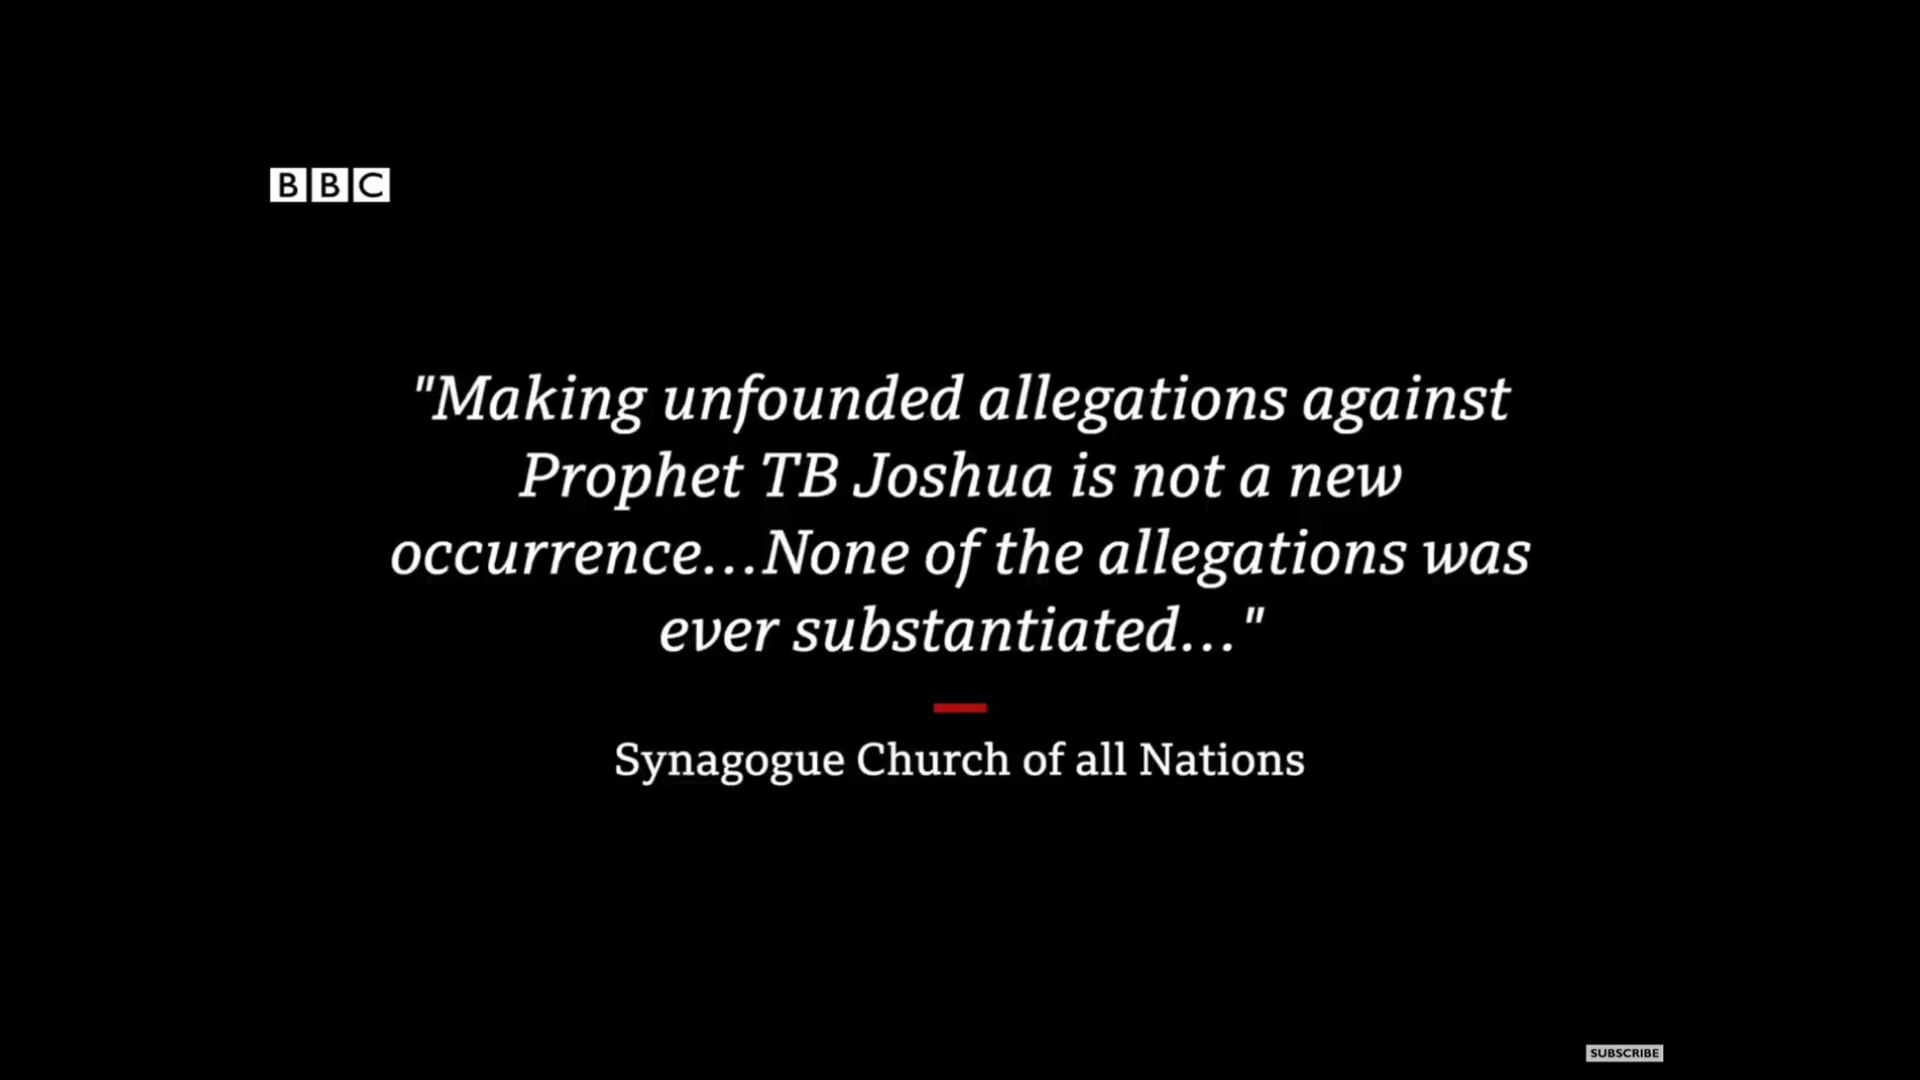 BBC
"Making unfounded allegations against
Prophet TB Joshua is not a new
occurrence...None of the allegations was
ever substantiated..."
Synagogue Church of all Nations
SUBSCRIBE